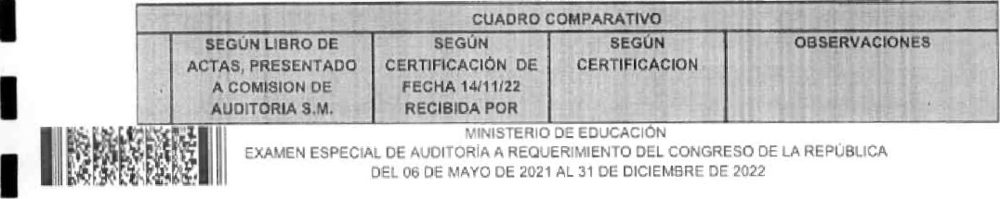 CUADRO COMPARATIVO
SEGÚN LIBRO DE ACTAS, PRESENTADO A COMISION DE AUDITORIA S.M.
SEGÚN CERTIFICACIÓN DE FECHA 14/11/22 RECIBIDA POR
SEGÚN CERTIFICACION
OBSERVACIONES
MINISTERIO DE EDUCACIÓN
EXAMEN ESPECIAL DE AUDITORÍA A REQUERIMIENTO DEL CONGRESO DE LA REPÚBLICA
DEL 06 DE MAYO DE 2021 AL 31 DE DICIEMBRE DE 2022